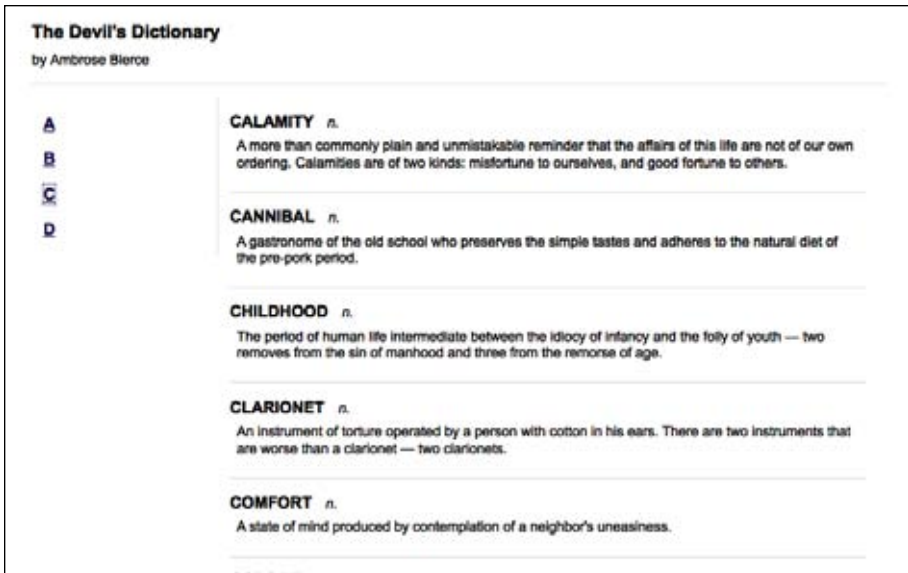 The Devil's Dictionary
by Ambrose Bierce
A
B
C
D
CALAMITY n.
A more than commonly plain and unmistakable reminder that the affairs of this life are not of our own
ordering. Calamities are of two kinds: misfortune to ourselves, and good fortune to others.
CANNIBAL n.
A gastronome of the old school who preserves the simple tastes and adheres to the natural diet of
the pre-pork period.
CHILDHOOD n.
The period of human life intermediate between the idiocy of infancy and the folly of youth — two
removes from the sin of manhood and three from the remorse of age.
CLARIONET n.
An instrument of torture operated by a person with cotton in his ears. There are two instruments that
are worse than a clarionet — two clarionets.
COMFORT n.
A state of mind produced by contemplation of a neighbor's uneasiness.